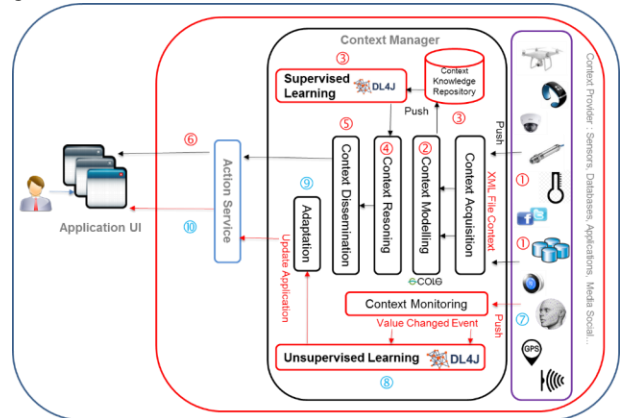 Context Manager
③
Supervised
Learning
DL4J
Context
Knowledge
Repository
Push
③
Push
⑥
⑤
④
②
①
Application UI
Action Service
⑨
⑩
Adaptation
Context Dissemination
Context Resoning
Context Modelling
Context Acquisition
XML File Context
f
①
Update Application
Context Monitoring
Value Changed Event
Push
⑦
Unsupervised Learning
DL4J
⑧
GPS
Context Provider : Sensors, Databases, Applications, Media Social...